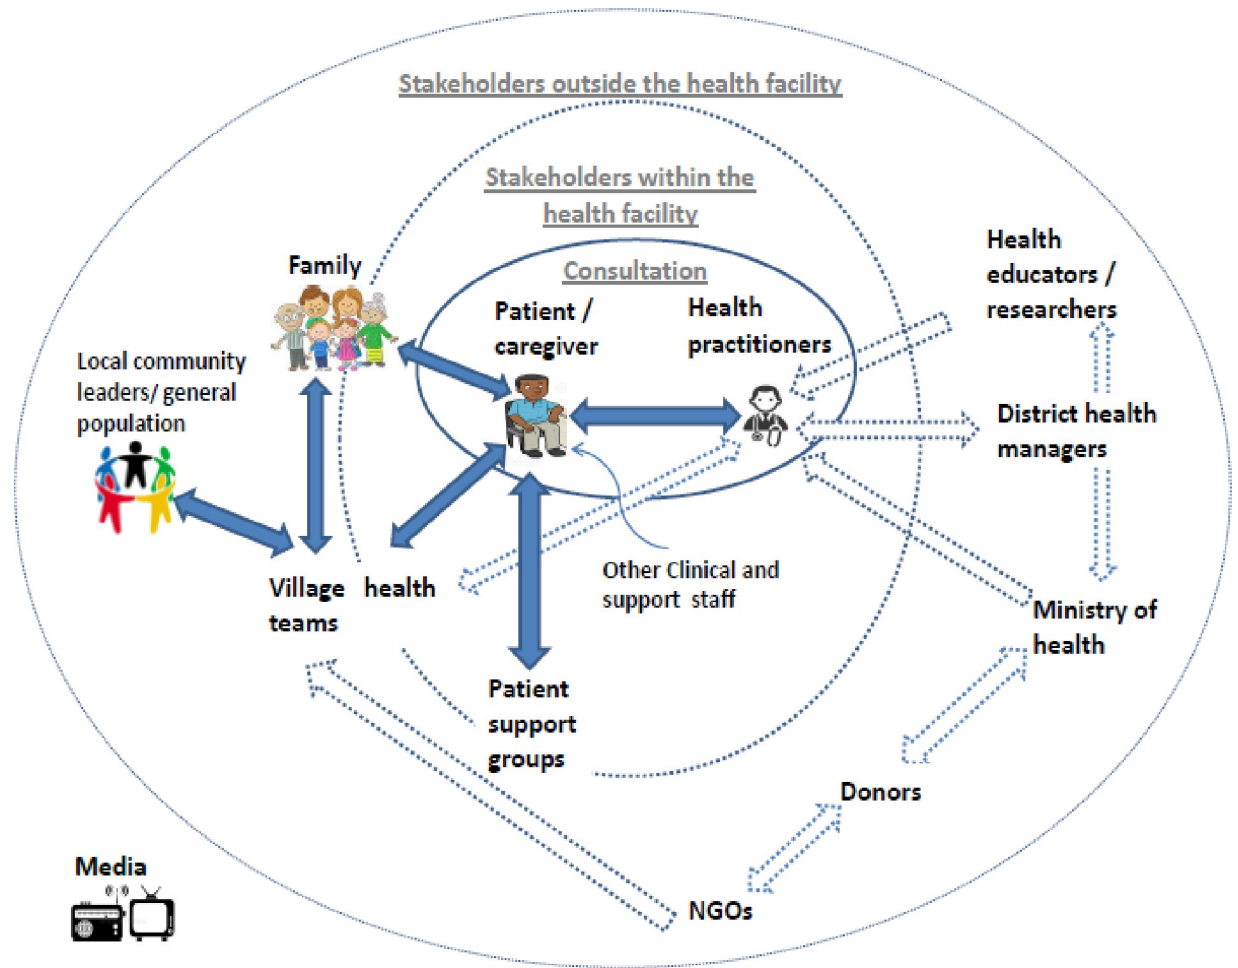 Stakeholders outside the health facility
Stakeholders within the
health facility
Consultation
Family
Patient /
caregiver
Health
practitioners
Health
educators /
researchers
Local community
leaders/ general
population
District health
managers
Village health
teams
Other Clinical and
support staff
Ministry of
health
Patient
support
groups
Donors
Media
NGOs